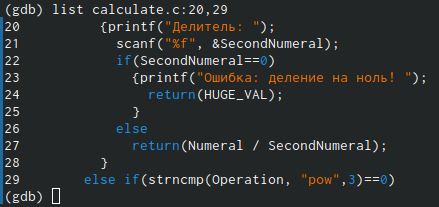 (gdb) list calculate.c:20,29
20 {printf("Делитель: ");
21 scanf("%f", &SecondNumeral);
22 if(SecondNumeral==0)
23 {printf("Ошибка: деление на ноль! ");
24 return(HUGE_VAL);
25 }
26 else
27 return(Numeral / SecondNumeral);
28 }
29 else if(strncmp(Operation, "pow",3)==0)
(gdb)